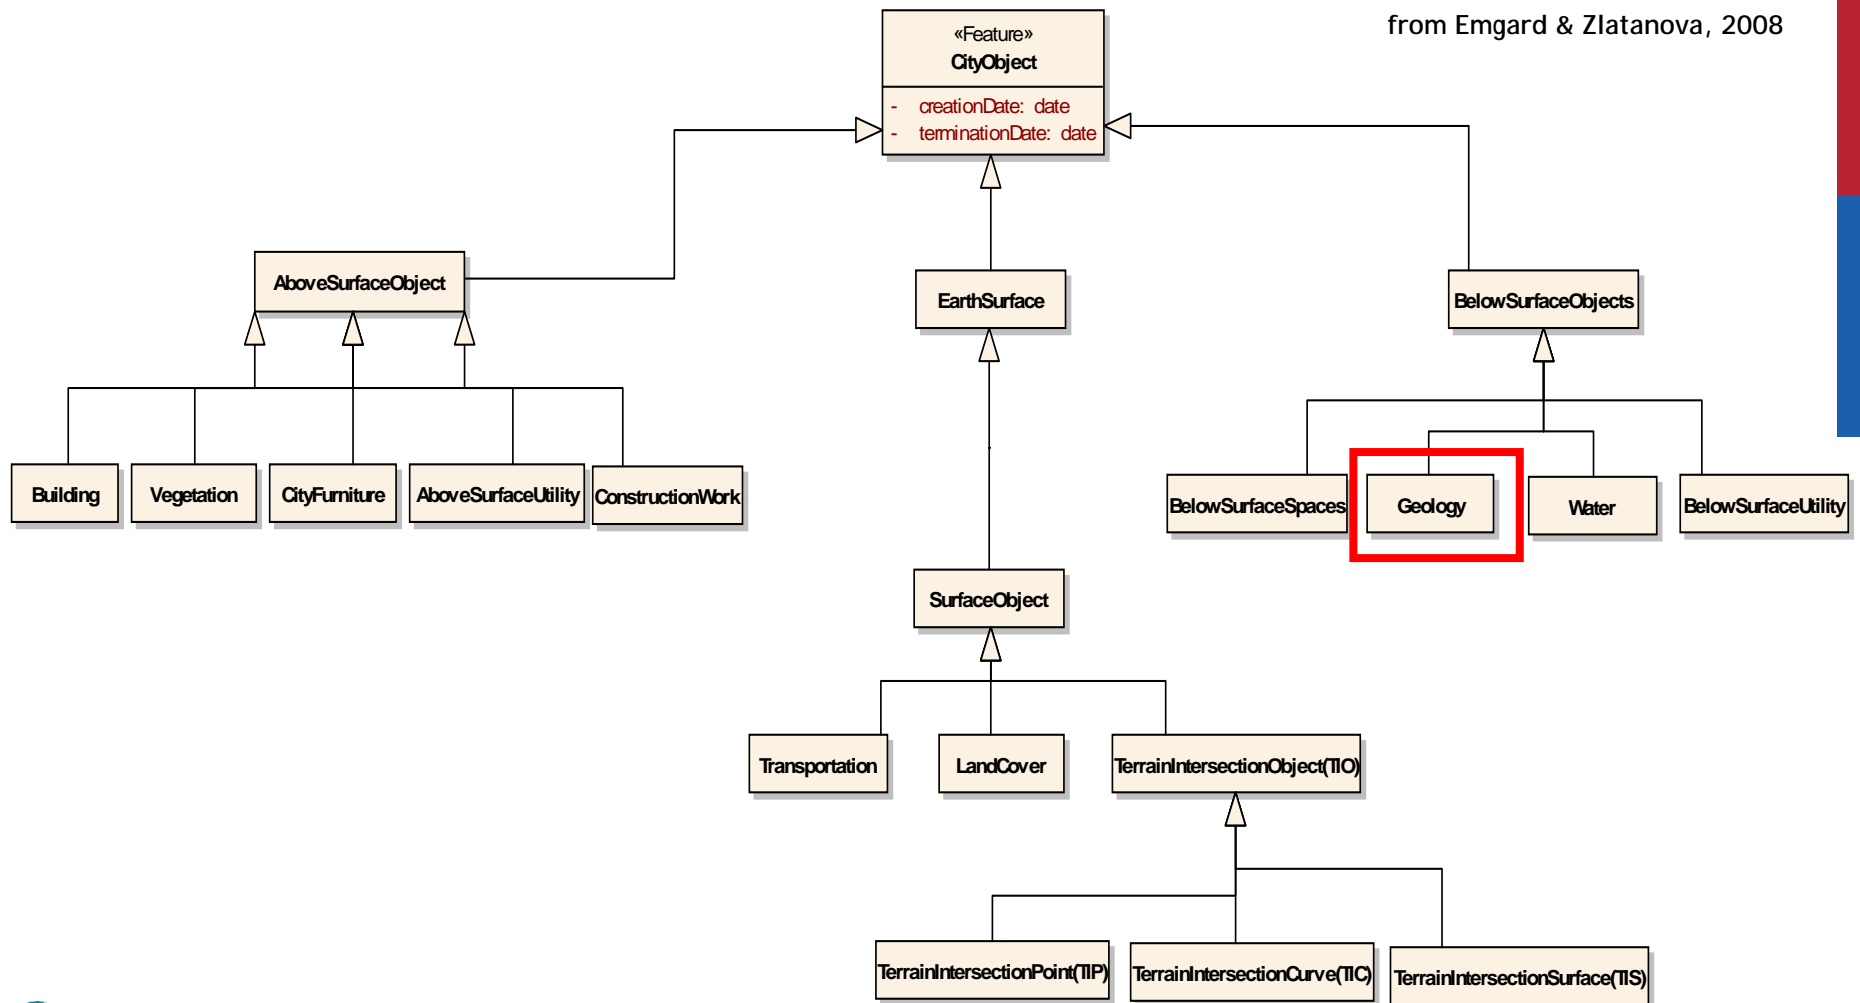 from Emgard & Zlatanova, 2008
«Feature»
CityObject
- creationDate: date
- terminationDate: date
AboveSurfaceObject
EarthSurface
BelowSurfaceObjects
Building
Vegetation
CityFurniture
AboveSurfaceUtility
ConstructionWork
BelowSurfaceSpaces
Geology
Water
BelowSurfaceUtility
SurfaceObject
Transportation
LandCover
TerrainIntersectionObject(TIO)
TerrainIntersectionPoint(TIP)
TerrainIntersectionCurve(TIC)
TerrainIntersectionSurface(TIS)